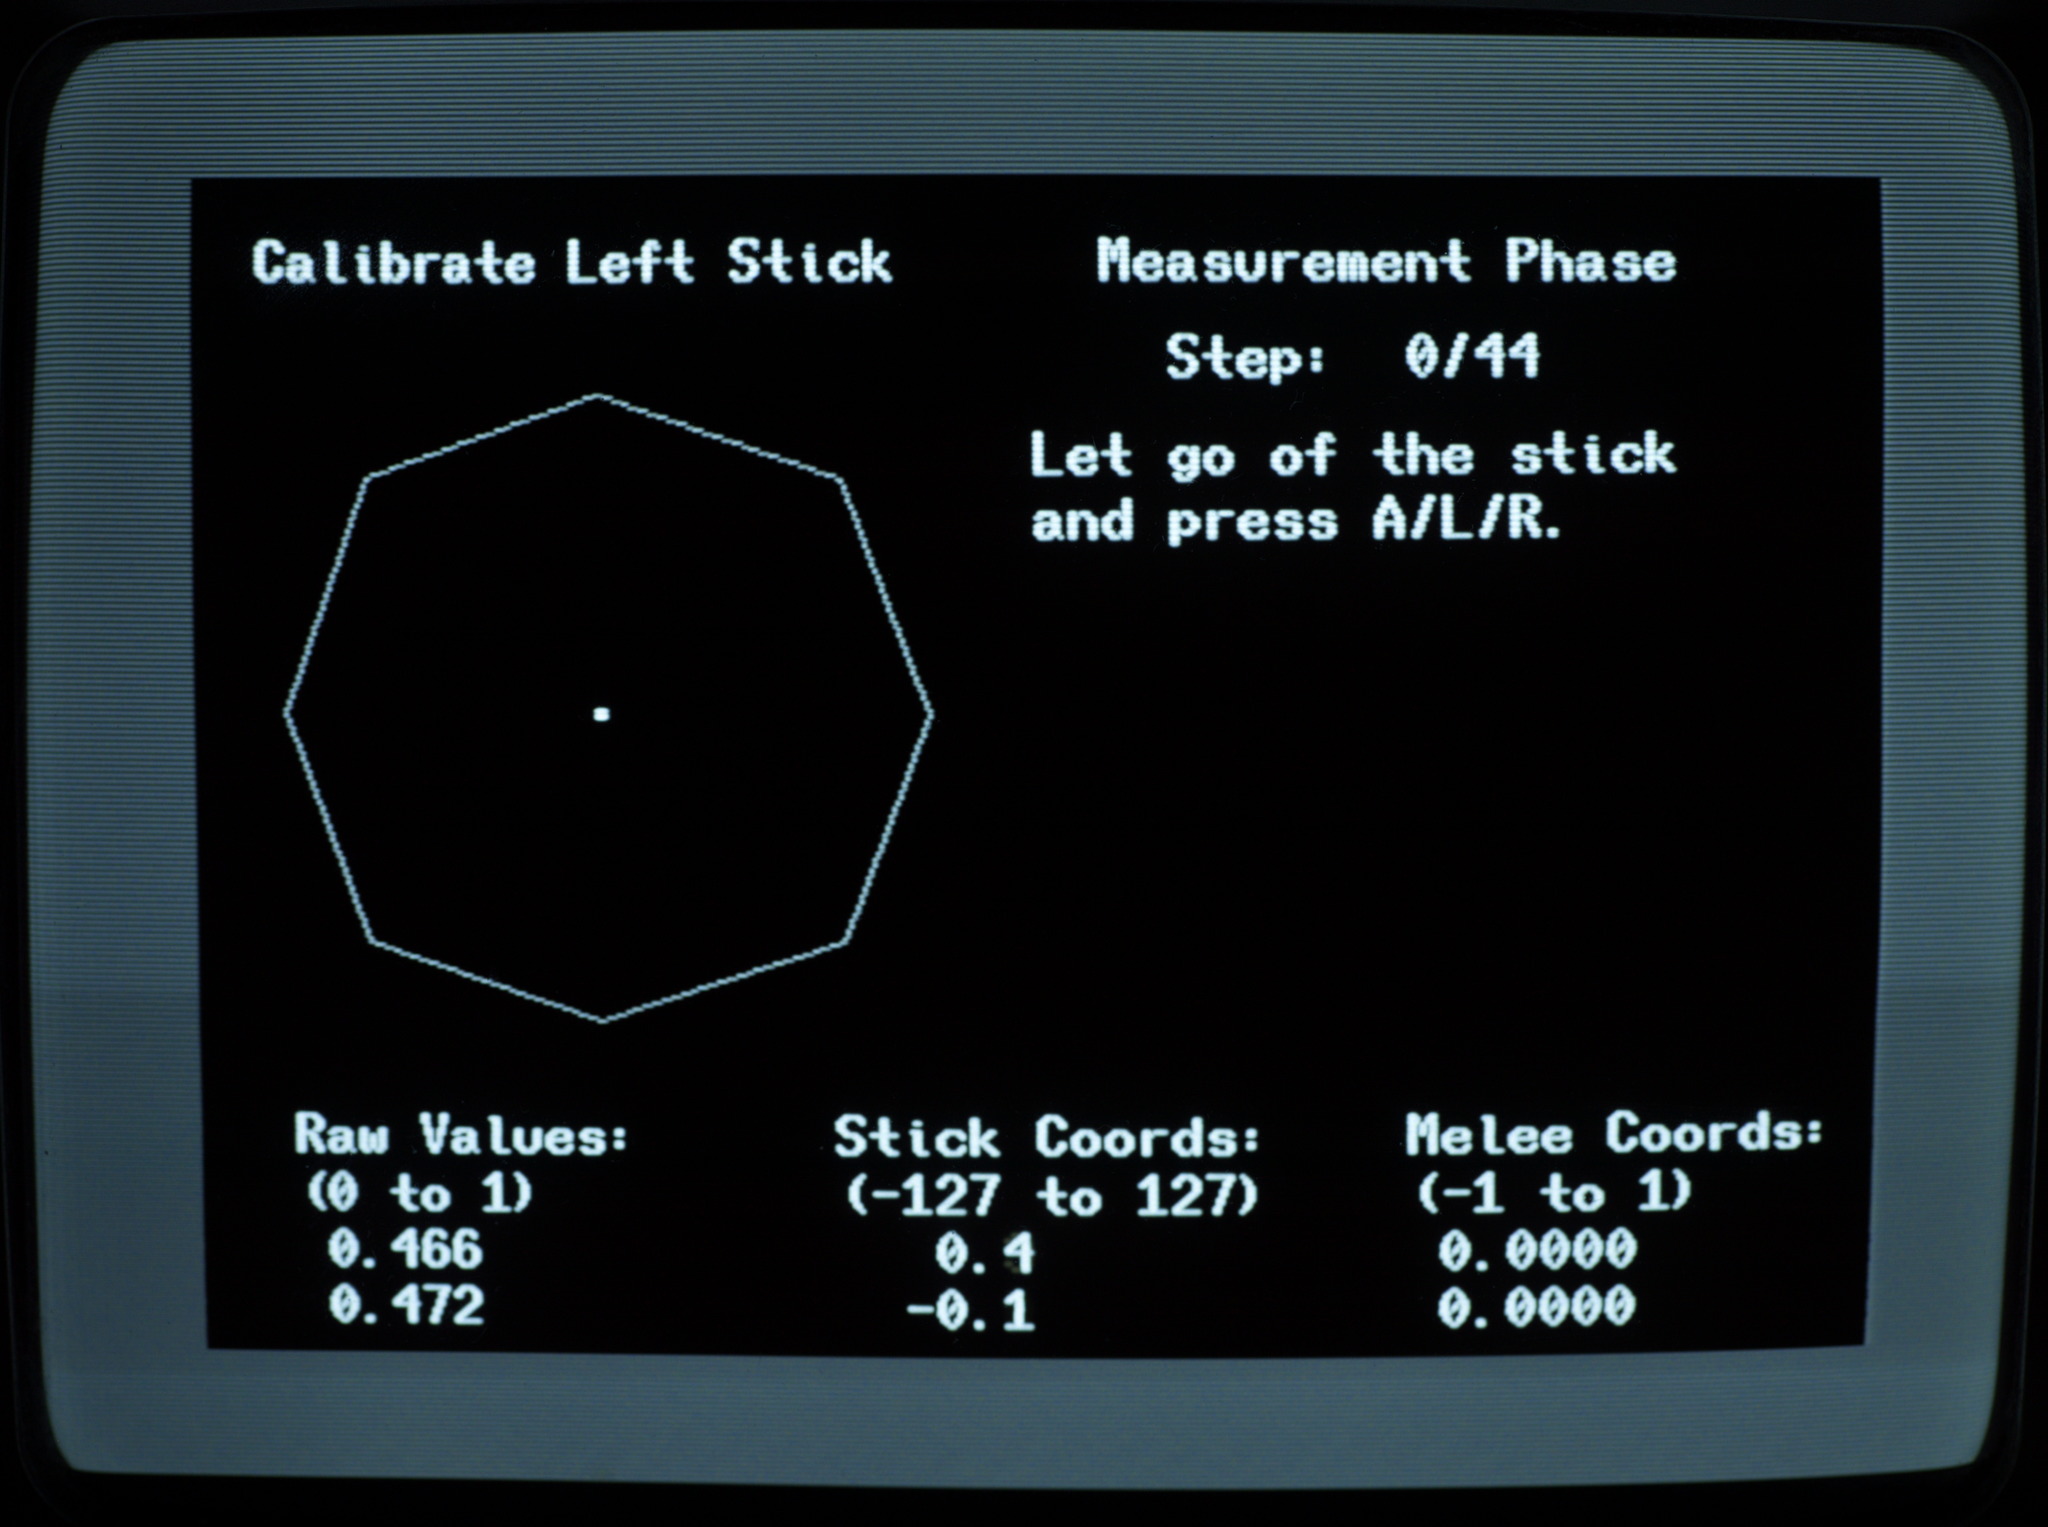 Calibrate Left Stick
Measurement Phase
Step: 0/44
Let go of the stick
and press A/L/R.
Raw Values:
(0 to 1)
0.466
0.472
Stick Coords:
(-127 to 127)
0.4
-0.1
Melee Coords:
(-1 to 1)
0.0000
0.0000